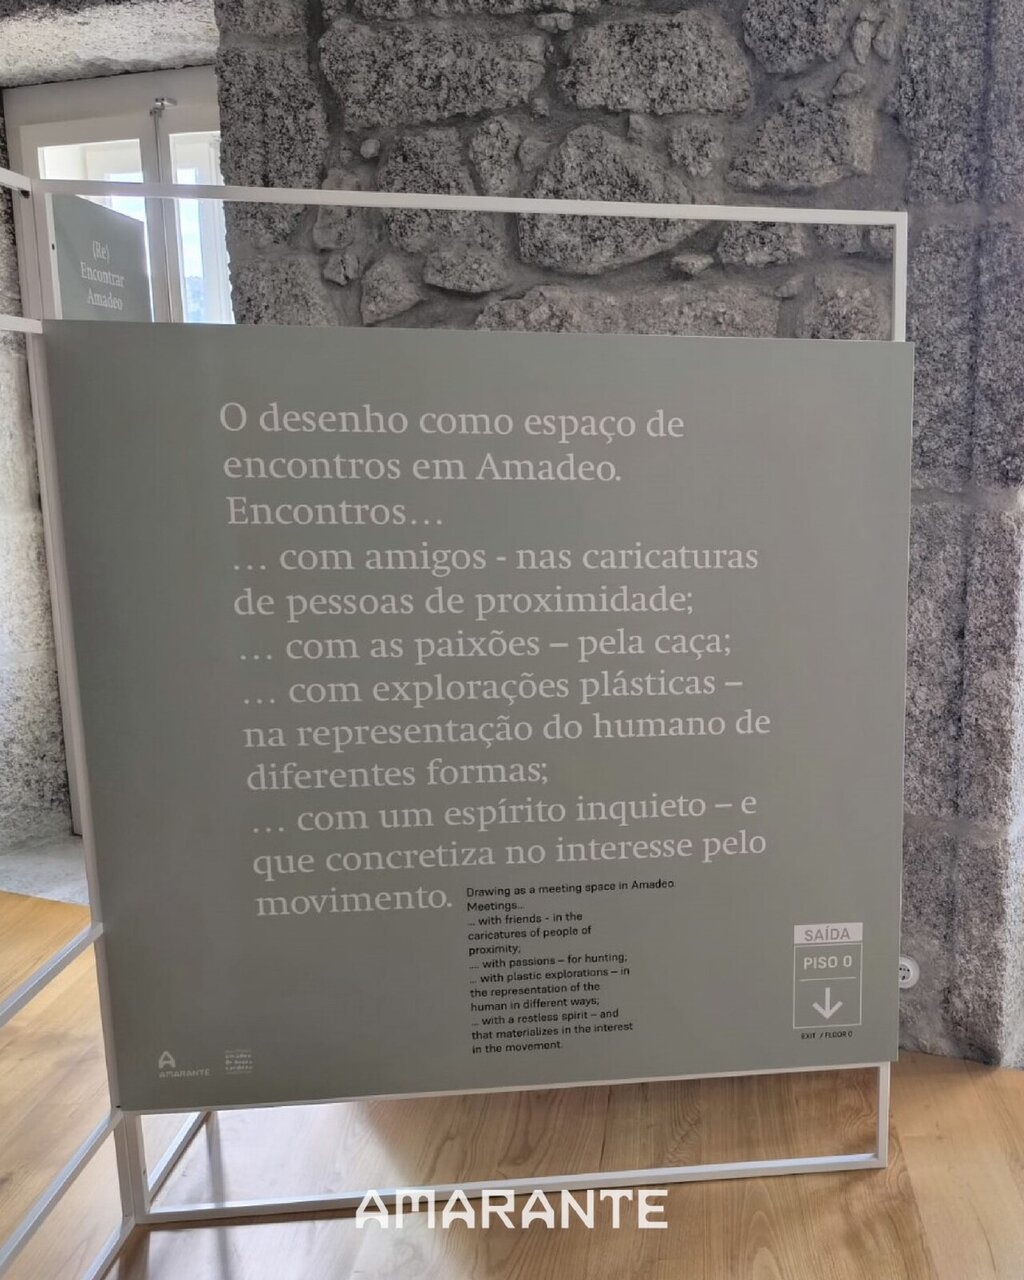 (Re)
Encontrar
Amadeo
O desenho como espaço de
encontros em Amadeo.
Encontros...
... com amigos - nas caricaturas
de pessoas de proximidade;
... com as paixões – pela caça;
... com explorações plásticas –
na representação do humano de
diferentes formas;
... com um espírito inquieto – e
que concretiza no interesse pelo
movimento.
Drawing as a meeting space in Amadeo.
Meetings...
... with friends - in the
caricatures of people of
proximity;
.... with passions – for hunting;
... with plastic explorations – in
the representation of the
human in different ways;
... with a restless spirit – and
that materializes in the interest
in the movement.
SAÍDA
PISO 0
EXIT / FLOOR 0
AMARANTE
amadeo
de souza
cardoso
AMARANTE